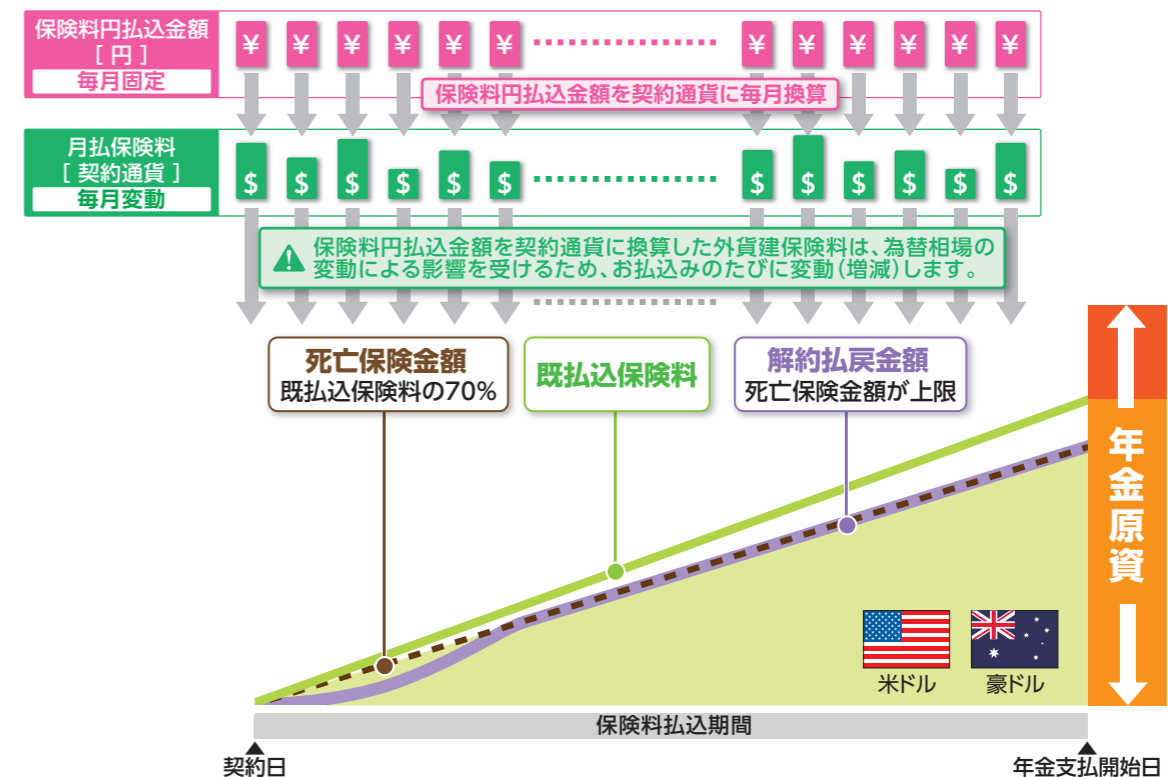 保険料円払込金額
[ 円 ]
毎月固定
¥ ¥ ¥ ¥ ¥ ¥ ¥ ¥ ¥ ¥ ¥ ¥
保険料円払込金額を契約通貨に毎月換算
月払保険料
[ 契約通貨 ]
毎月変動
$ $ $ $ $ $ $ $ $ $ $ $
保険料円払込金額を契約通貨に換算した外貨建保険料は、為替相場の
変動による影響を受けるため、お払込みのたびに変動(増減)します。
死亡保険金額
既払込保険料の70%
既払込保険料
解約払戻金額
死亡保険金額が上限
年金原資
米ドル
豪ドル
保険料払込期間
契約日
年金支払開始日